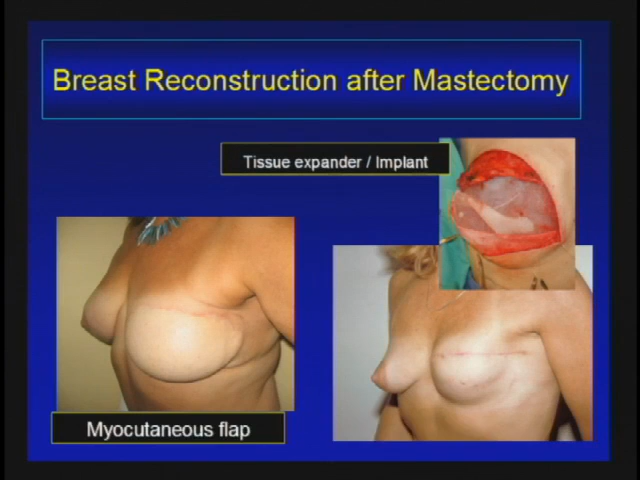 Breast Reconstruction after Mastectomy
Tissue expander / Implant
Myocutaneous flap